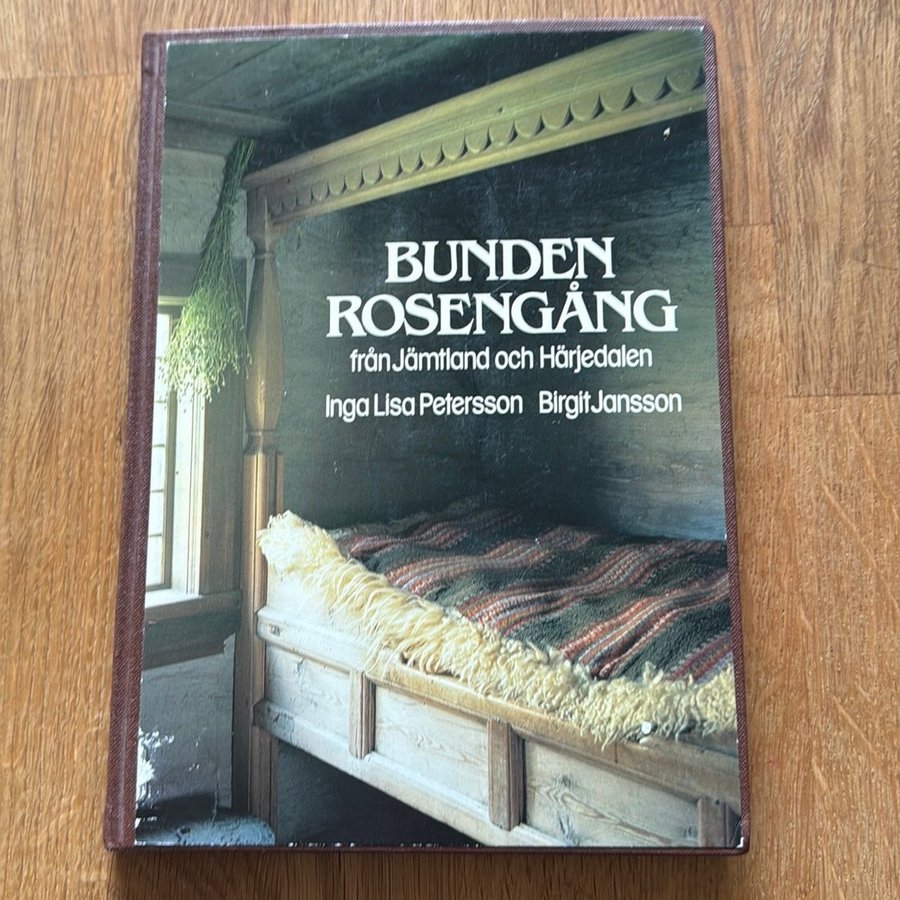 BUNDEN
ROSENGÅNG
från Jämtland och Härjedalen
Inga Lisa Petersson Birgit Jansson